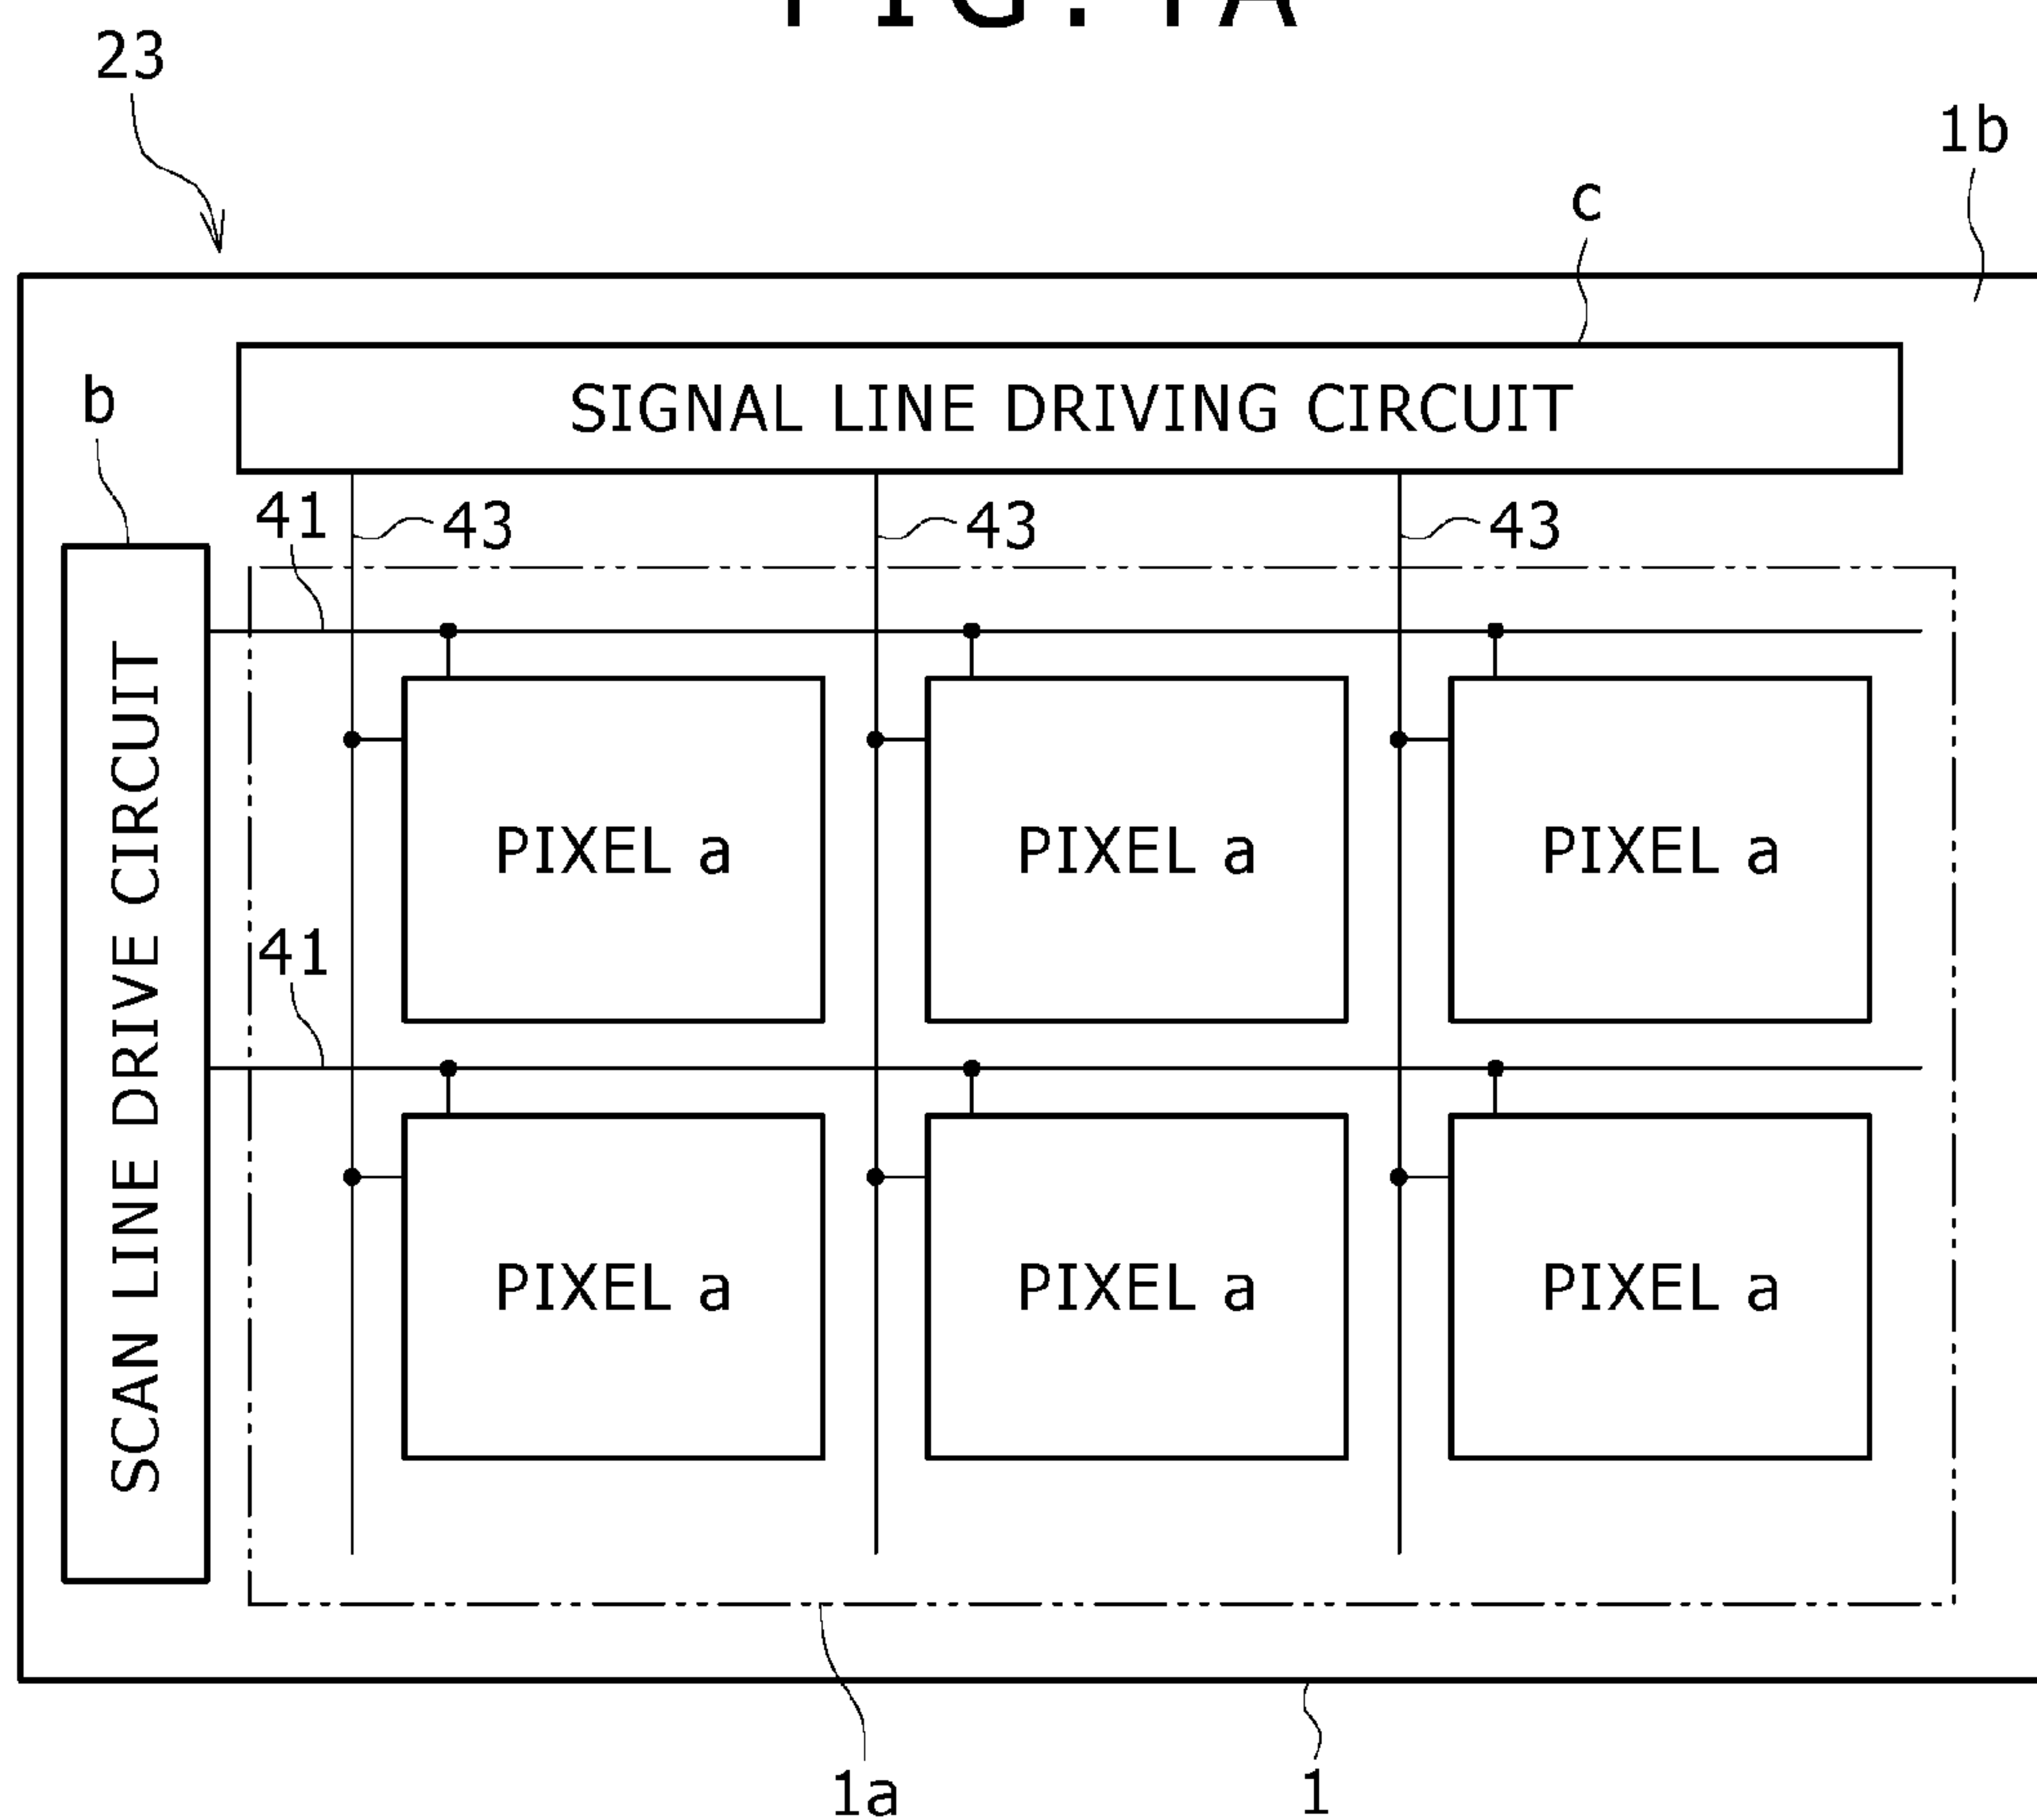 23
1b
c
SIGNAL LINE DRIVING CIRCUIT
b
41
43
43
43
SCAN LINE DRIVE CIRCUIT
PIXEL a
PIXEL a
PIXEL a
41
PIXEL a
PIXEL a
PIXEL a
1a
1